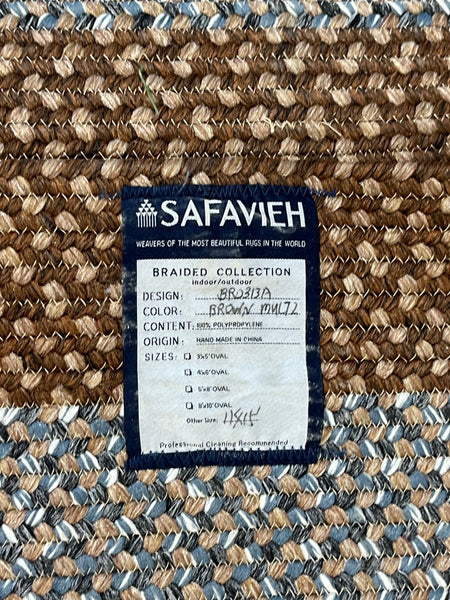 SAFAVIEH
WEAVERS OF THE MOST BEAUTIFUL RUGS IN THE WORLD
BRAIDED COLLECTION
indoor/outdoor
DESIGN: BR0313A
COLOR: BROWN MULTI
CONTENT: 100% POLYPROPYLENE
ORIGIN: HAND MADE IN CHINA
SIZES: 3'x5' OVAL
4'x6' OVAL
5'x8' OVAL
8'x10' OVAL
Other Size:
Professional Cleaning Recommended